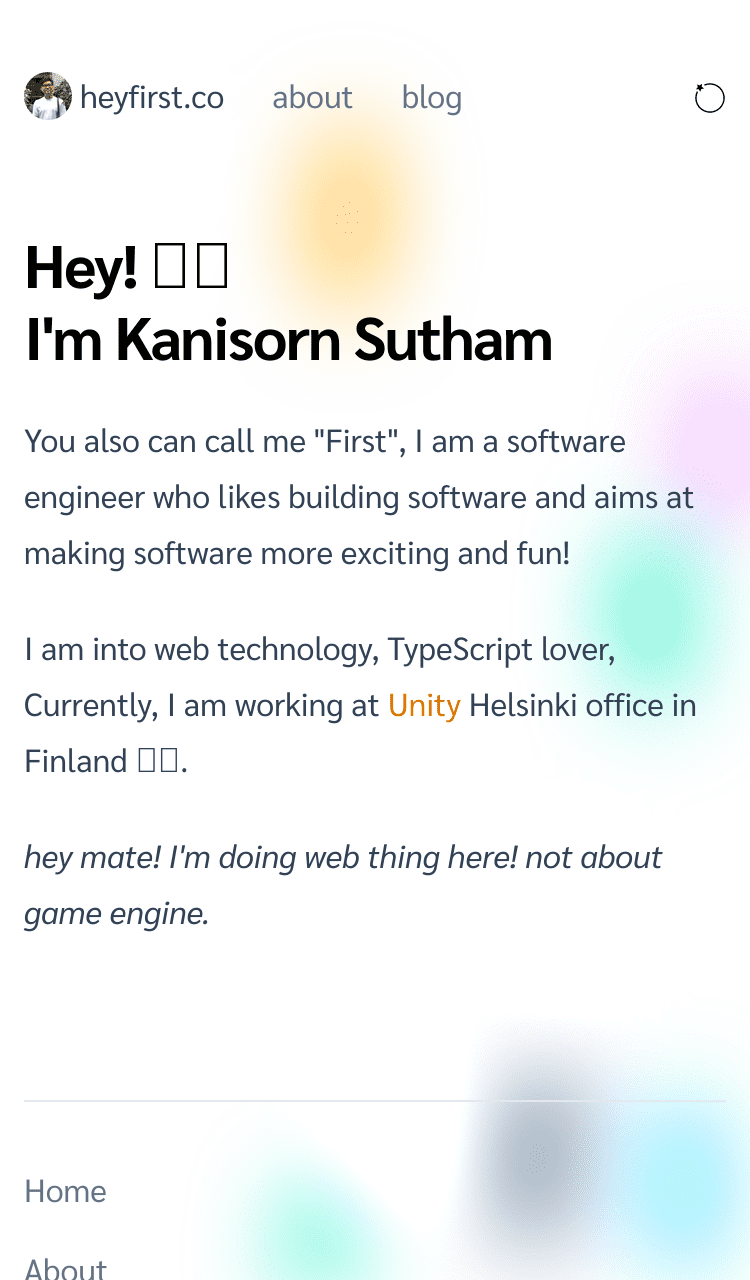 heyfirst.co about blog
Hey!
I'm Kanisorn Sutham
You also can call me "First", I am a software
engineer who likes building software and aims at
making software more exciting and fun!
I am into web technology, TypeScript lover,
Currently, I am working at Unity Helsinki office in
Finland .
hey mate! I'm doing web thing here! not about
game engine.
Home
About